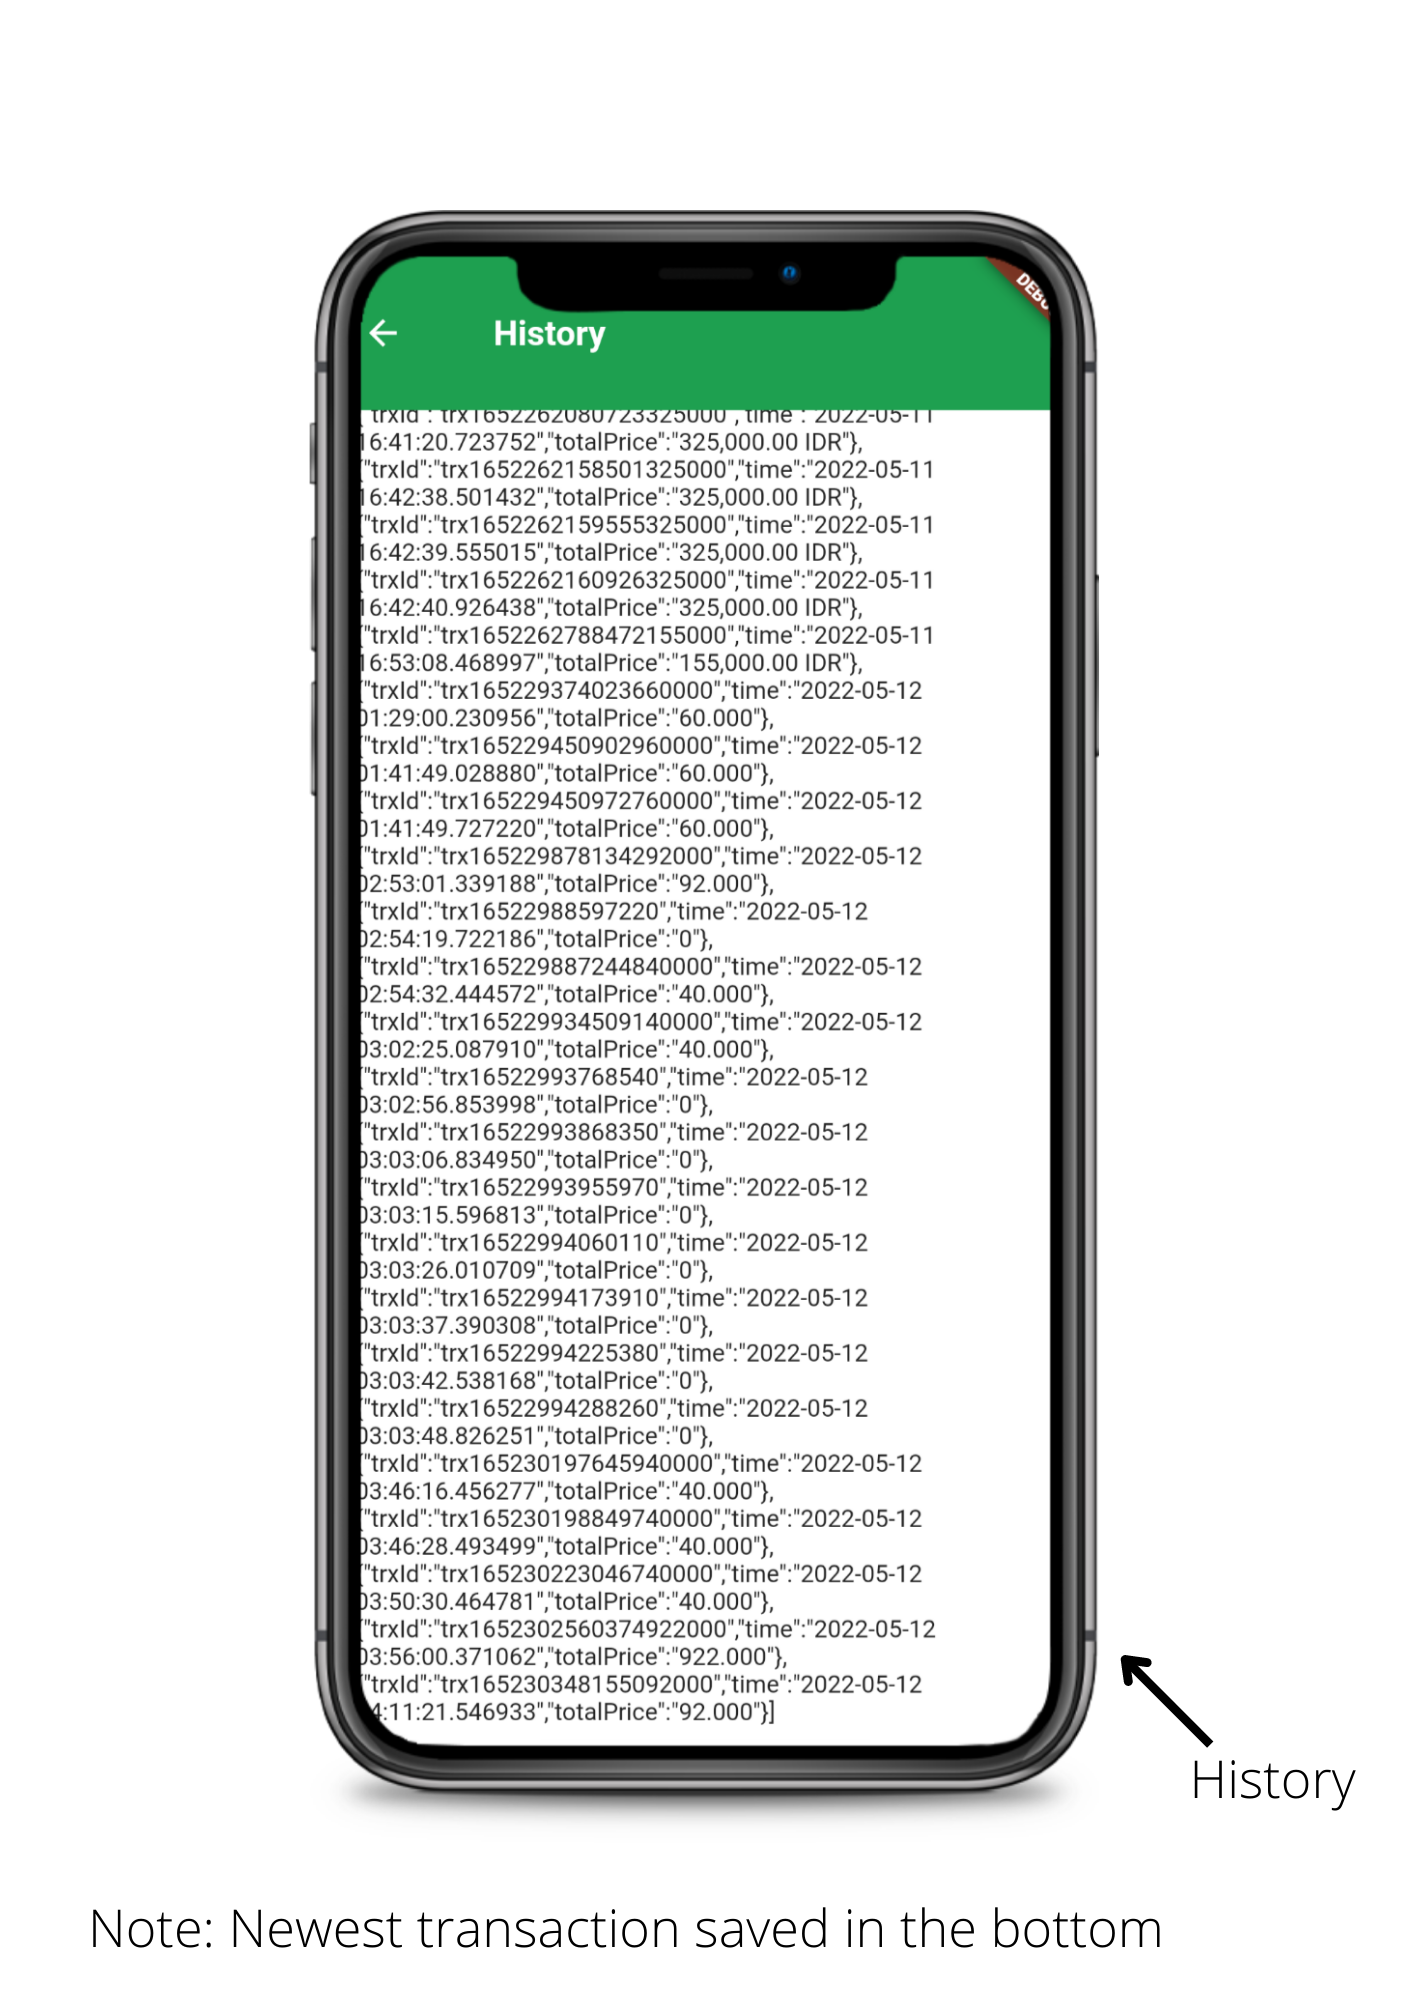 DEBU
History
"trxId":"trx1652262080723325000","time":"2022-05-11
16:41:20.723752","totalPrice":"325,000.00 IDR"},
{"trxId":"trx1652262158501325000","time":"2022-05-11
16:42:38.501432","totalPrice":"325,000.00 IDR"},
{"trxId":"trx1652262159555325000","time":"2022-05-11
16:42:39.555015","totalPrice":"325,000.00 IDR"},
{"trxId":"trx1652262160926325000","time":"2022-05-11
16:42:40.926438","totalPrice":"325,000.00 IDR"},
{"trxId":"trx1652262788472155000","time":"2022-05-11
16:53:08.468997","totalPrice":"155,000.00 IDR"},
{"trxId":"trx165229374023660000","time":"2022-05-12
01:29:00.230956","totalPrice":"60.000"},
{"trxId":"trx165229450902960000","time":"2022-05-12
01:41:49.028880","totalPrice":"60.000"},
{"trxId":"trx165229450972760000","time":"2022-05-12
01:41:49.727220","totalPrice":"60.000"},
{"trxId":"trx165229878134292000","time":"2022-05-12
02:53:01.339188","totalPrice":"92.000"},
{"trxId":"trx16522988597220","time":"2022-05-12
02:54:19.722186","totalPrice":"0"},
{"trxId":"trx165229887244840000","time":"2022-05-12
02:54:32.444572","totalPrice":"40.000"},
{"trxId":"trx165229934509140000","time":"2022-05-12
03:02:25.087910","totalPrice":"40.000"},
{"trxId":"trx16522993768540","time":"2022-05-12
03:02:56.853998","totalPrice":"0"},
{"trxId":"trx16522993868350","time":"2022-05-12
03:03:06.834950","totalPrice":"0"},
{"trxId":"trx16522993955970","time":"2022-05-12
03:03:15.596813","totalPrice":"0"},
{"trxId":"trx16522994060110","time":"2022-05-12
03:03:26.010709","totalPrice":"0"},
{"trxId":"trx16522994173910","time":"2022-05-12
03:03:37.390308","totalPrice":"0"},
{"trxId":"trx16522994225380","time":"2022-05-12
03:03:42.538168","totalPrice":"0"},
{"trxId":"trx16522994288260","time":"2022-05-12
03:03:48.826251","totalPrice":"0"},
{"trxId":"trx165230197645940000","time":"2022-05-12
03:46:16.456277","totalPrice":"40.000"},
{"trxId":"trx165230198849740000","time":"2022-05-12
03:46:28.493499","totalPrice":"40.000"},
{"trxId":"trx165230223046740000","time":"2022-05-12
03:50:30.464781","totalPrice":"40.000"},
{"trxId":"trx1652302560374922000","time":"2022-05-12
03:56:00.371062","totalPrice":"922.000"},
{"trxId":"trx165230348155092000","time":"2022-05-12
4:11:21.546933","totalPrice":"92.000"}]
History
Note: Newest transaction saved in the bottom